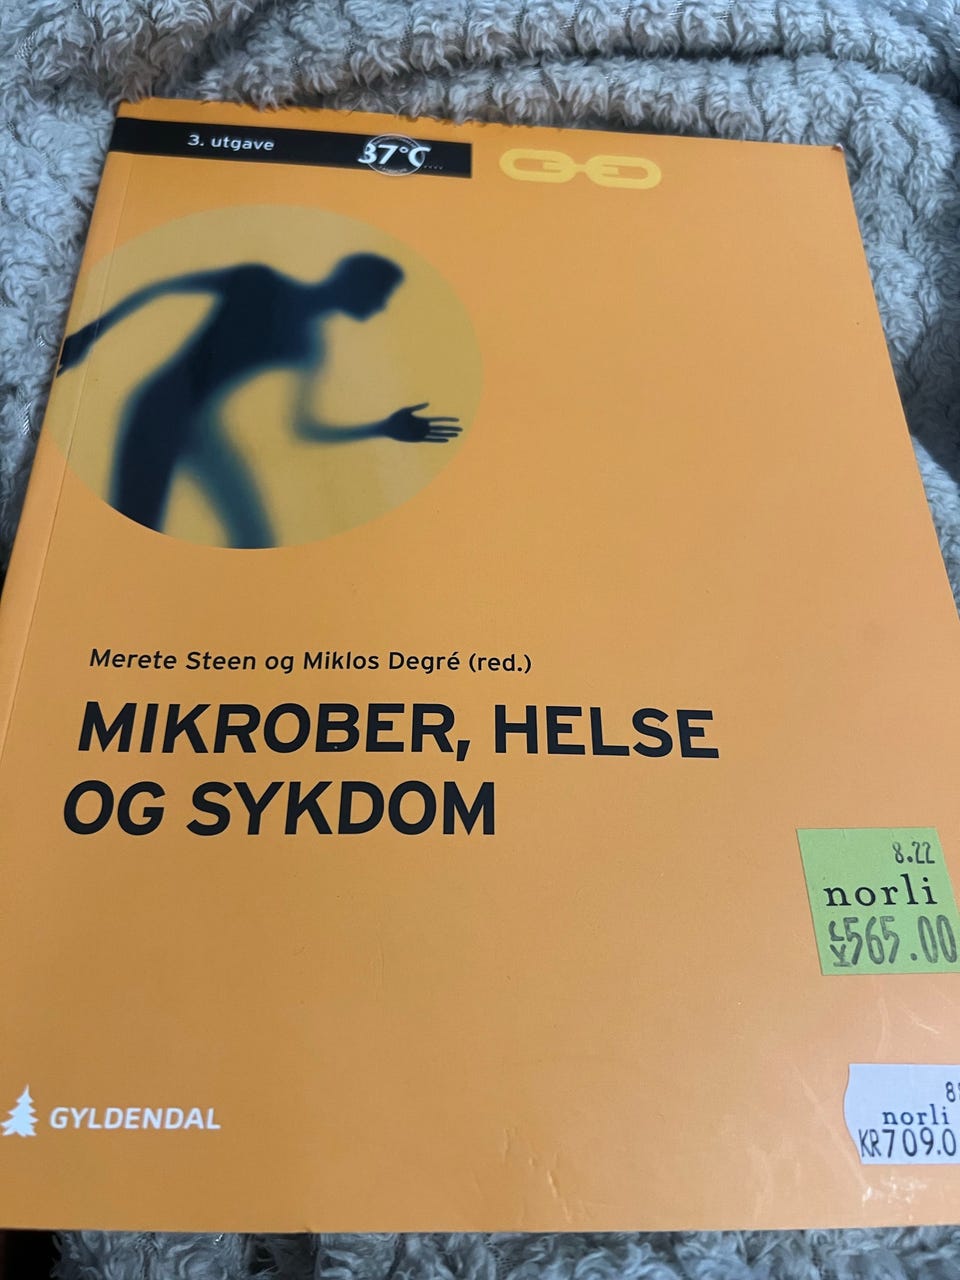 3. utgave
37°C
Merete Steen og Miklos Degré (red.)
MIKROBER, HELSE
OG SYKDOM
8.22
norli
565.00
GYLDENDAL
norli
KR709.0